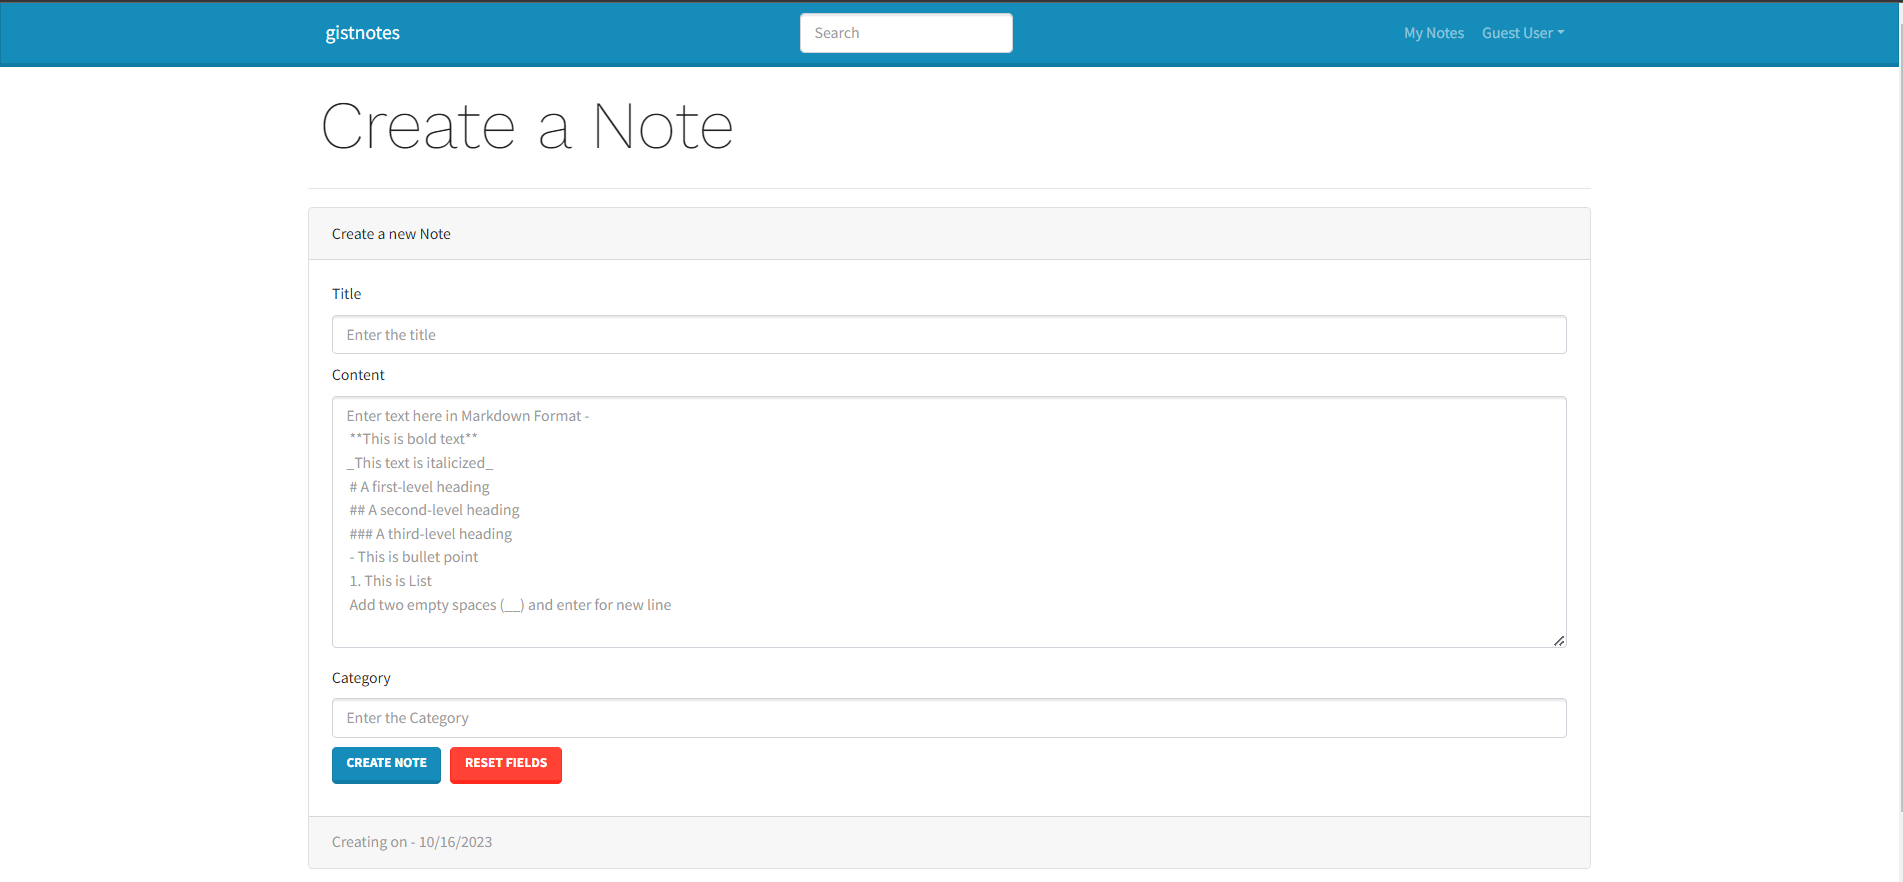 gistnotes
Search
My Notes
Guest User
Create a Note
Create a new Note
Title
Enter the title
Content
Enter text here in Markdown Format -
**This is bold text**
_This text is italicized_
# A first-level heading
## A second-level heading
### A third-level heading
- This is bullet point
1. This is List
Add two empty spaces (__) and enter for new line
Category
Enter the Category
CREATE NOTE
RESET FIELDS
Creating on - 10/16/2023